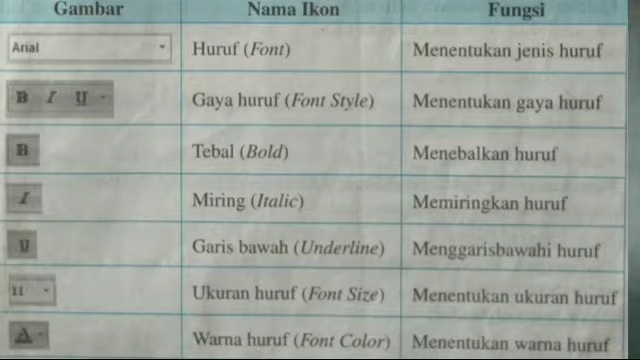 Gambar Nama Ikon Fungsi
Arial Huruf (Font) Menentukan jenis huruf
B I U Gaya huruf (Font Style) Menentukan gaya huruf
B Tebal (Bold) Menebalkan huruf
I Miring (Italic) Memiringkan huruf
U Garis bawah (Underline) Menggarisbawahi huruf
11 Ukuran huruf (Font Size) Menentukan ukuran huruf
A Warna huruf (Font Color) Menentukan warna huruf